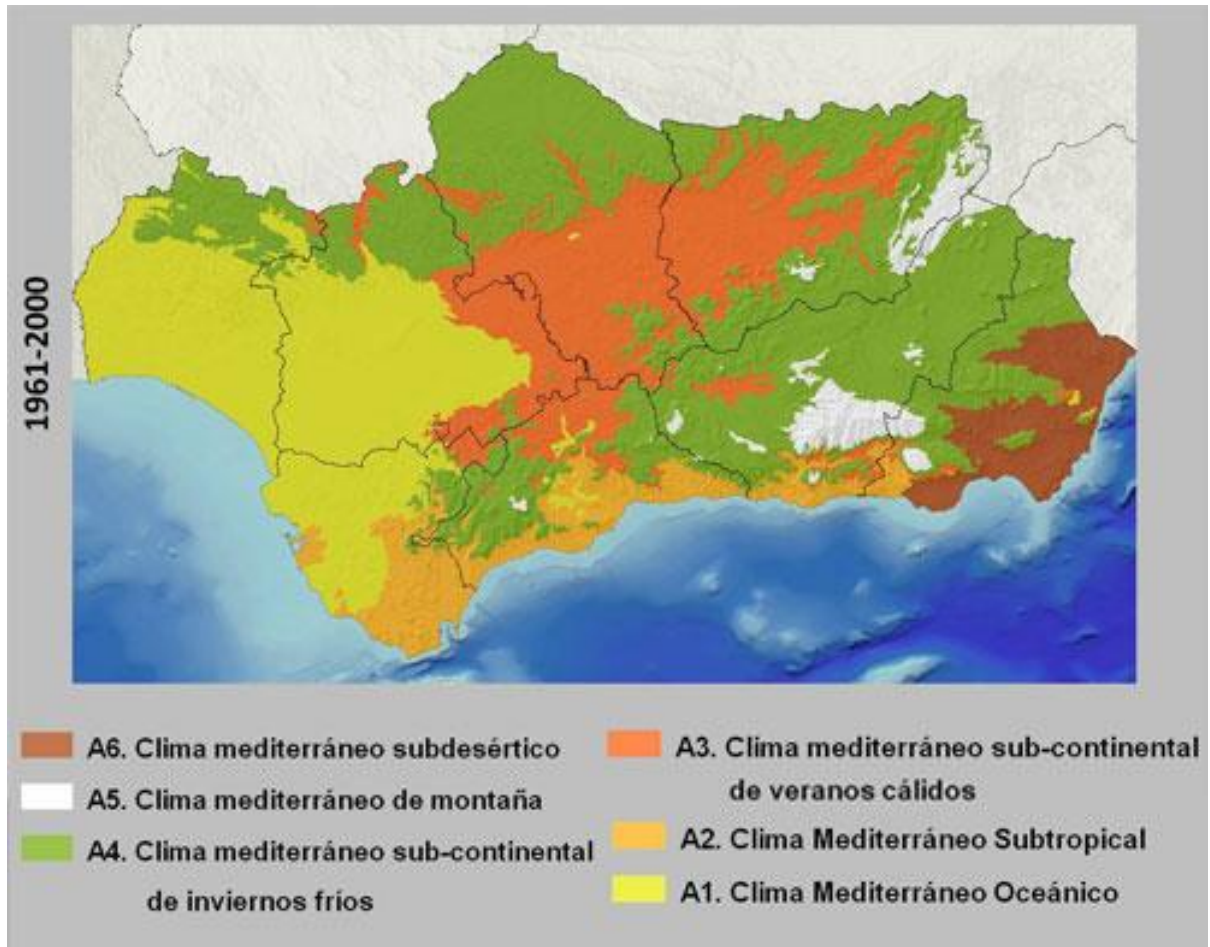 1961-2000
A6. Clima mediterráneo subdesértico
A5. Clima mediterráneo de montaña
A4. Clima mediterráneo sub-continental
de inviernos fríos
A3. Clima mediterráneo sub-continental
de veranos cálidos
A2. Clima Mediterráneo Subtropical
A1. Clima Mediterráneo Oceánico